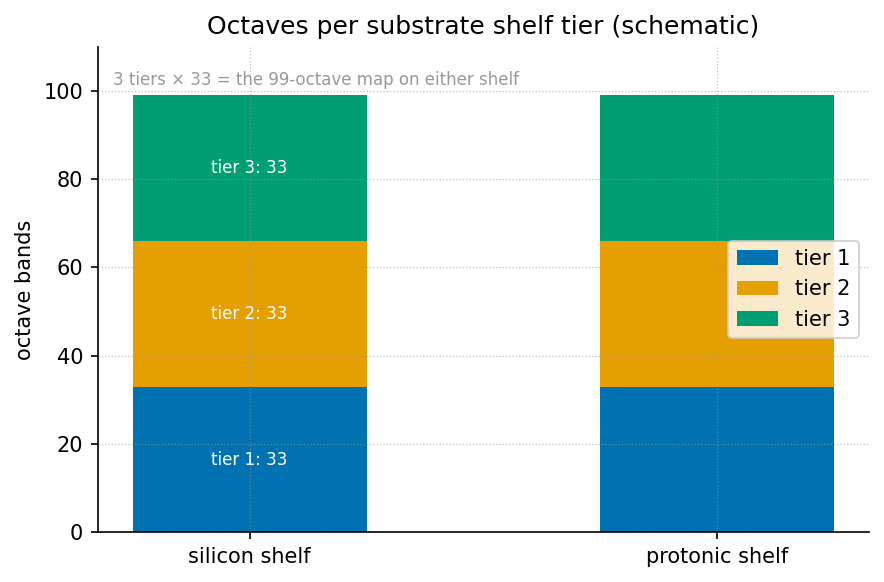 Octaves per substrate shelf tier (schematic)
3 tiers × 33 = the 99-octave map on either shelf
octave bands
100
80
60
40
20
0
tier 3: 33
tier 2: 33
tier 1: 33
tier 1
tier 2
tier 3
silicon shelf
protonic shelf